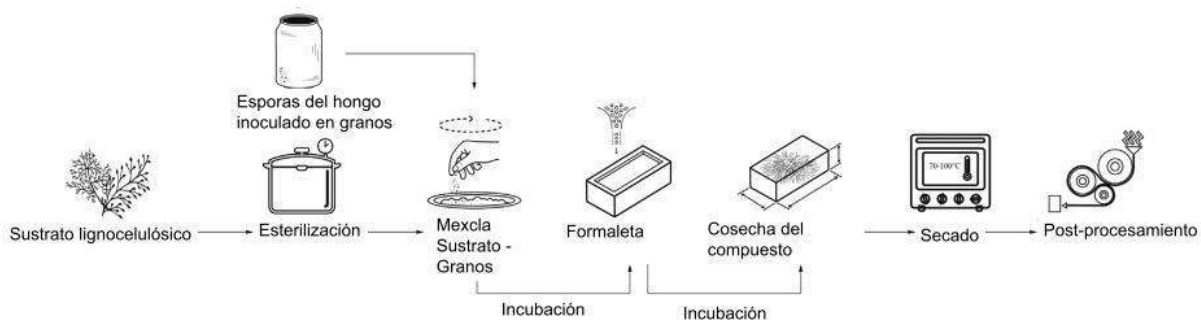 Esporas del hongo
inoculado en granos
70-100°C
Sustrato lignocelulósico
Esterilización
Mexcla
Sustrato -
Granos
Formaleta
Cosecha del
compuesto
Secado
Post-procesamiento
Incubación
Incubación